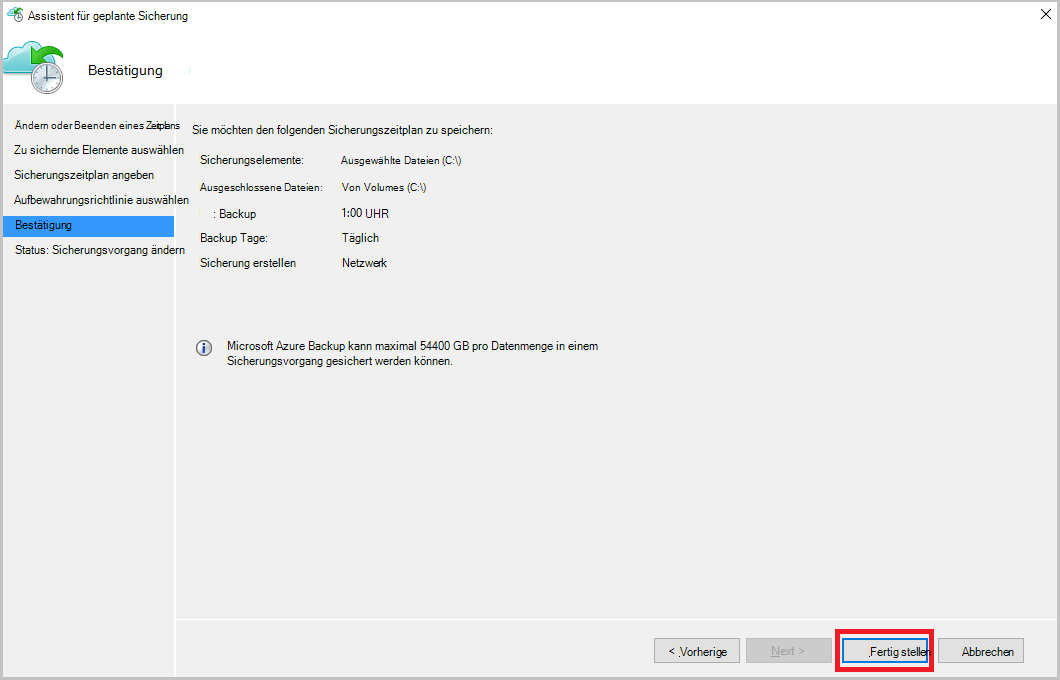 Assistent für geplante Sicherung
Bestätigung
Ändern oder Beenden eines Zeitplans
Zu sichernde Elemente auswählen
Sicherungszeitplan angeben
Aufbewahrungsrichtlinie auswählen
Bestätigung
Status: Sicherungsvorgang ändern
Sie möchten den folgenden Sicherungszeitplan zu speichern:
Sicherungselemente: Ausgewählte Dateien (C:\)
Ausgeschlossene Dateien: Von Volumes (C:\)
: Backup 1:00 UHR
Backup Tage: Täglich
Sicherung erstellen Netzwerk
Microsoft Azure Backup kann maximal 54400 GB pro Datenmenge in einem
Sicherungsvorgang gesichert werden können.
< .Vorherige Next > .Fertig stellen Abbrechen